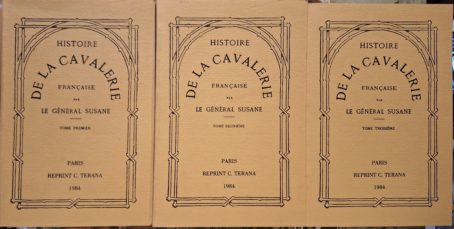 HISTOIRE
DE LA CAVALERIE
FRANÇAISE
PAR
LE GÉNÉRAL SUSANE
TOME PREMIER
PARIS
REPRINT C. TERANA
1984
HISTOIRE
DE LA CAVALERIE
FRANÇAISE
PAR
LE GÉNÉRAL SUSANE
TOME DEUXIÈME
PARIS
REPRINT C. TERANA
1984
HISTOIRE
DE LA CAVALERIE
FRANÇAISE
PAR
LE GÉNÉRAL SUSANE
TOME TROISIÈME
PARIS
REPRINT C. TERANA
1984